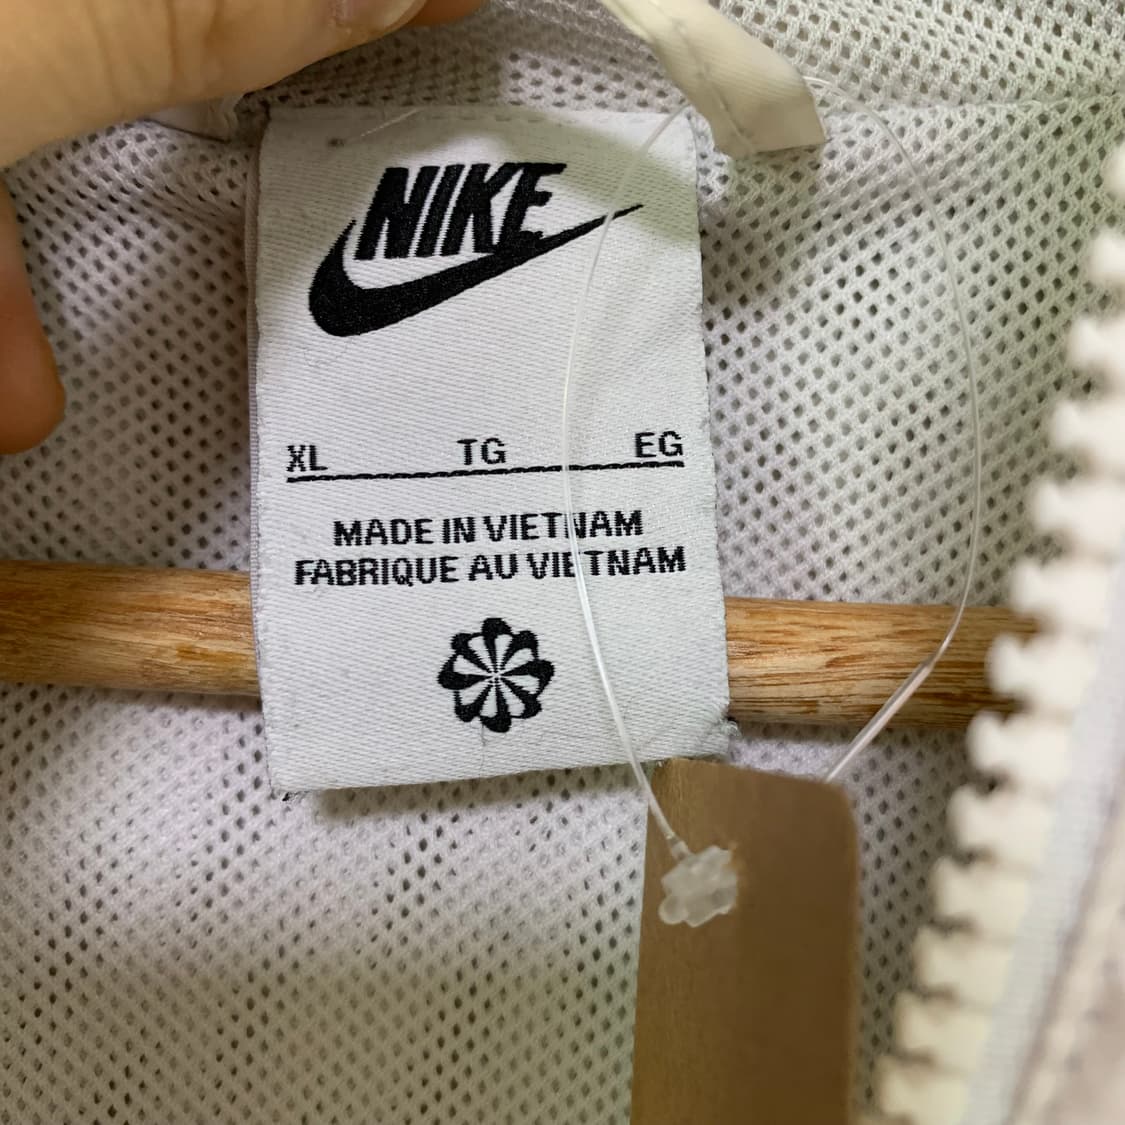 NIKE
XL TG EG
MADE IN VIETNAM
FABRIQUE AU VIETNAM